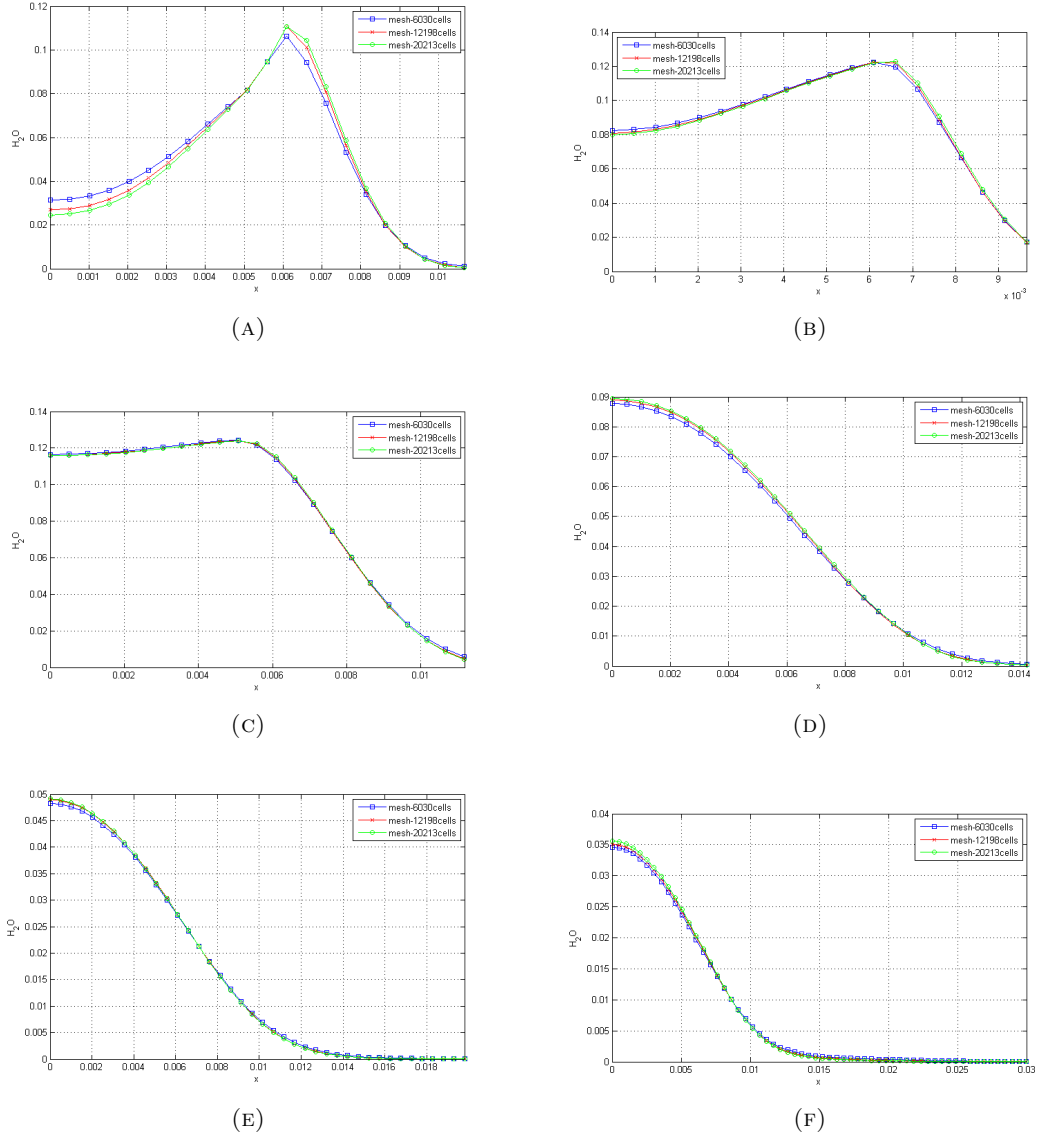 0.12
0.1
0.08
0.06
0.04
0.02
0
H2O
0 0.001 0.002 0.003 0.004 0.005 0.006 0.007 0.008 0.009 0.01
x
mesh-6030cells
mesh-12198cells
mesh-20213cells
(A)
0.14
0.12
0.1
0.08
0.06
0.04
0.02
0
H2O
0 1 2 3 4 5 6 7 8 9
x
x 10-3
mesh-6030cells
mesh-12198cells
mesh-20213cells
(B)
0.14
0.12
0.1
0.08
0.06
0.04
0.02
0
H2O
0 0.002 0.004 0.006 0.008 0.01
x
mesh-6030cells
mesh-12198cells
mesh-20213cells
(C)
0.09
0.08
0.07
0.06
0.05
0.04
0.03
0.02
0.01
0
H2O
0 0.002 0.004 0.006 0.008 0.01 0.012 0.014
x
mesh-6030cells
mesh-12198cells
mesh-20213cells
(D)
0.05
0.045
0.04
0.035
0.03
0.025
0.02
0.015
0.01
0.005
0
H2O
0 0.002 0.004 0.006 0.008 0.01 0.012 0.014 0.016 0.018
x
mesh-6030cells
mesh-12198cells
mesh-20213cells
(E)
0.04
0.035
0.03
0.025
0.02
0.015
0.01
0.005
0
H2O
0 0.005 0.01 0.015 0.02 0.025 0.03
x
mesh-6030cells
mesh-12198cells
mesh-20213cells
(F)